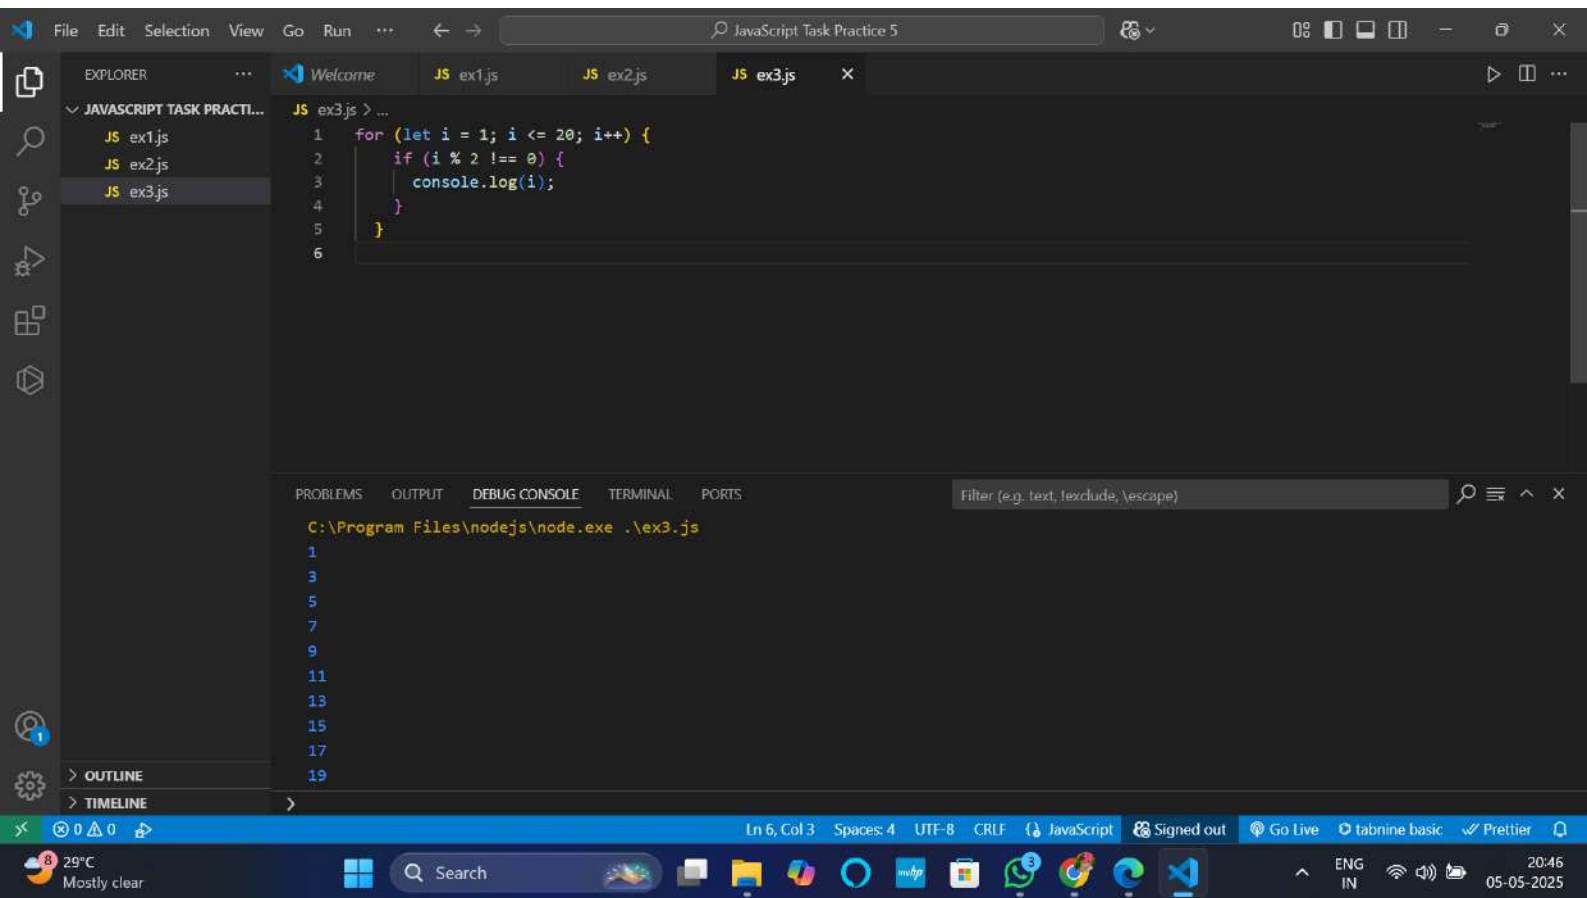 File Edit Selection View Go Run ··· ← → JavaScript Task Practice 5
EXPLORER ···
Welcome
JS ex1.js
JS ex2.js
JS ex3.js ×
JAVASCRIPT TASK PRACTI...
JS ex1.js
JS ex2.js
JS ex3.js
JS ex3.js > ...
1 for (let i = 1; i <= 20; i++) {
2 if (i % 2 !== 0) {
3 console.log(i);
4 }
5 }
6
PROBLEMS OUTPUT DEBUG CONSOLE TERMINAL PORTS
Filter (e.g. text, !exclude, \escape)
C:\Program Files\nodejs\node.exe .\ex3.js
1
3
5
7
9
11
13
15
17
19
>
1
> OUTLINE
> TIMELINE
0 0
Ln 6, Col 3 Spaces: 4 UTF-8 CRLF {} JavaScript Signed out Go Live tabnine basic Prettier
8
29°C
Mostly clear
Search
mvhp
3
ENG
IN
20:46
05-05-2025